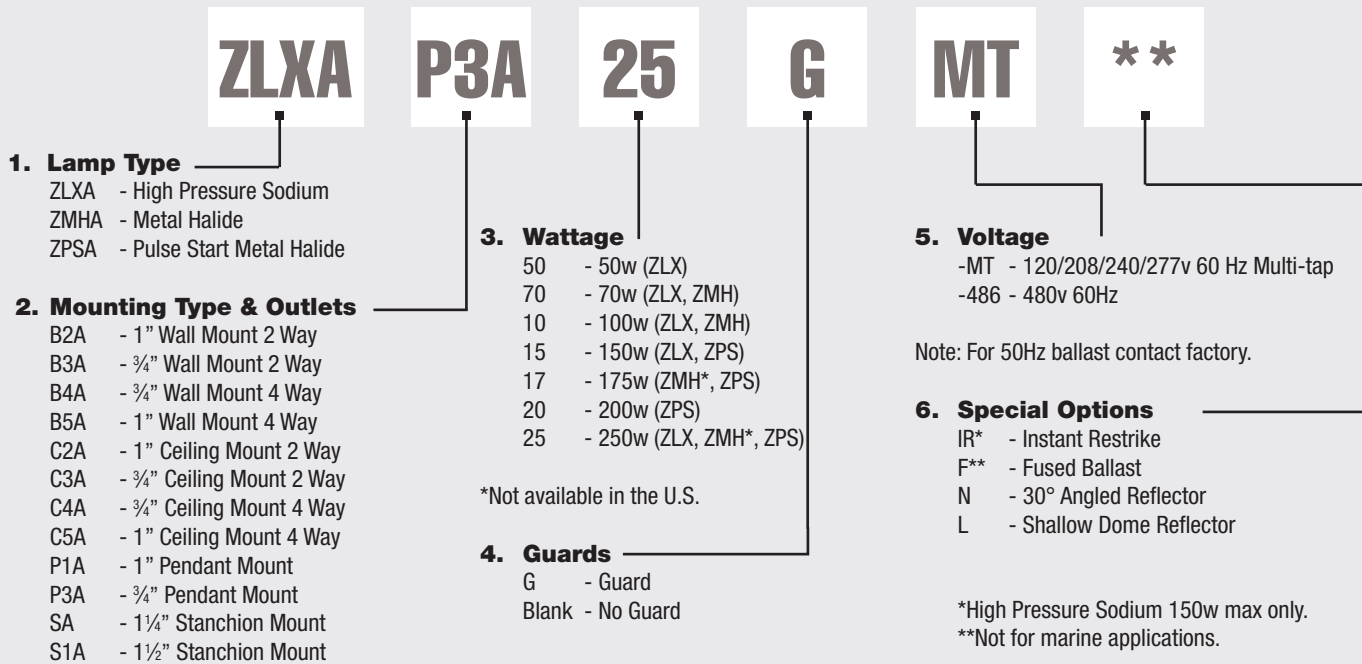 ZLXA P3A 25 G MT **
1. Lamp Type
ZLXA - High Pressure Sodium
ZMHA - Metal Halide
ZPSA - Pulse Start Metal Halide
2. Mounting Type & Outlets
B2A - 1” Wall Mount 2 Way
B3A - ¾” Wall Mount 2 Way
B4A - ¾” Wall Mount 4 Way
B5A - 1” Wall Mount 4 Way
C2A - 1” Ceiling Mount 2 Way
C3A - ¾” Ceiling Mount 2 Way
C4A - ¾” Ceiling Mount 4 Way
C5A - 1” Ceiling Mount 4 Way
P1A - 1” Pendant Mount
P3A - ¾” Pendant Mount
SA - 1¼” Stanchion Mount
S1A - 1½” Stanchion Mount
3. Wattage
50 - 50w (ZLX)
70 - 70w (ZLX, ZMH)
10 - 100w (ZLX, ZMH)
15 - 150w (ZLX, ZPS)
17 - 175w (ZMH*, ZPS)
20 - 200w (ZPS)
25 - 250w (ZLX, ZMH*, ZPS)
*Not available in the U.S.
4. Guards
G - Guard
Blank - No Guard
5. Voltage
-MT - 120/208/240/277v 60 Hz Multi-tap
-486 - 480v 60Hz
Note: For 50Hz ballast contact factory.
6. Special Options
IR* - Instant Restrike
F** - Fused Ballast
N - 30° Angled Reflector
L - Shallow Dome Reflector
*High Pressure Sodium 150w max only.
**Not for marine applications.